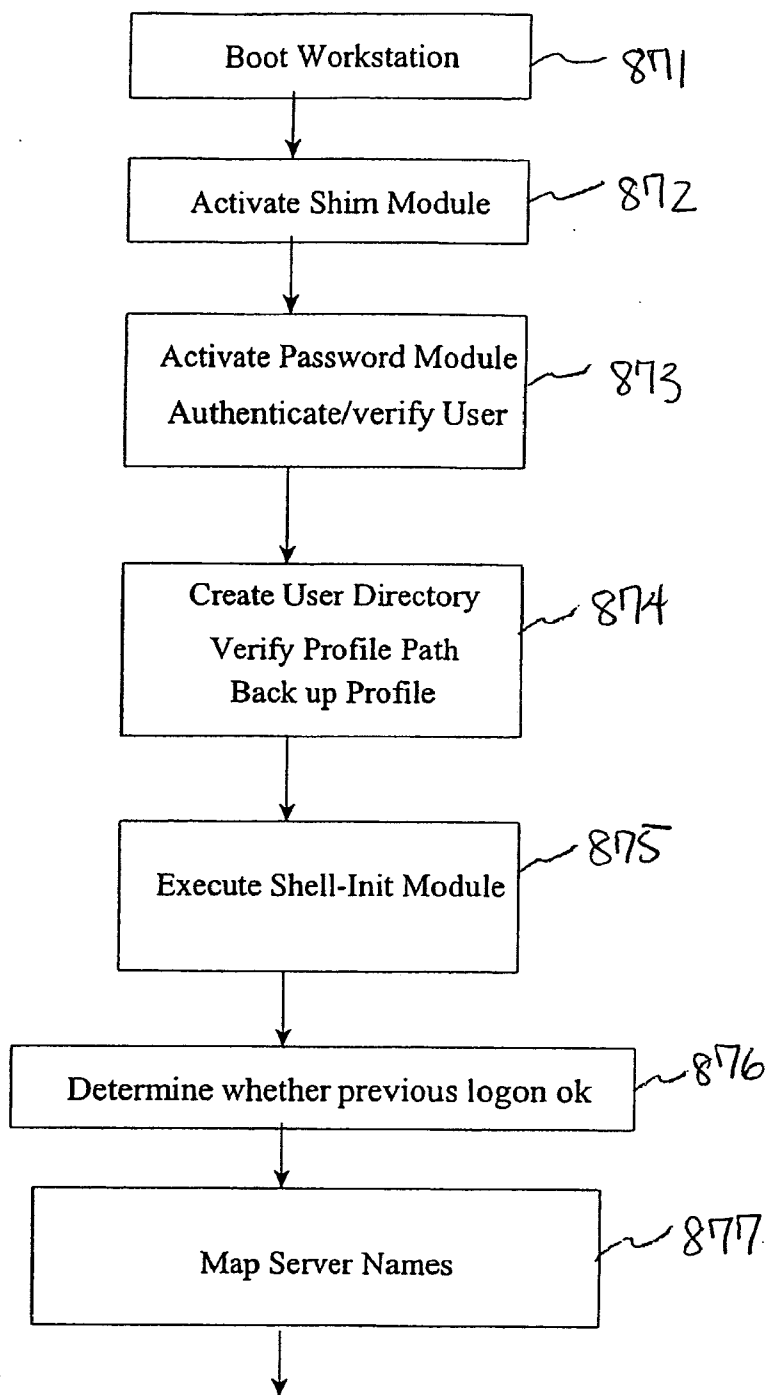 Boot Workstation
871
Activate Shim Module
872
Activate Password Module
873
Authenticate/verify User
Create User Directory
874
Verify Profile Path
Back up Profile
875
Execute Shell-Init Module
Determine whether previous logon ok
876
Map Server Names
877